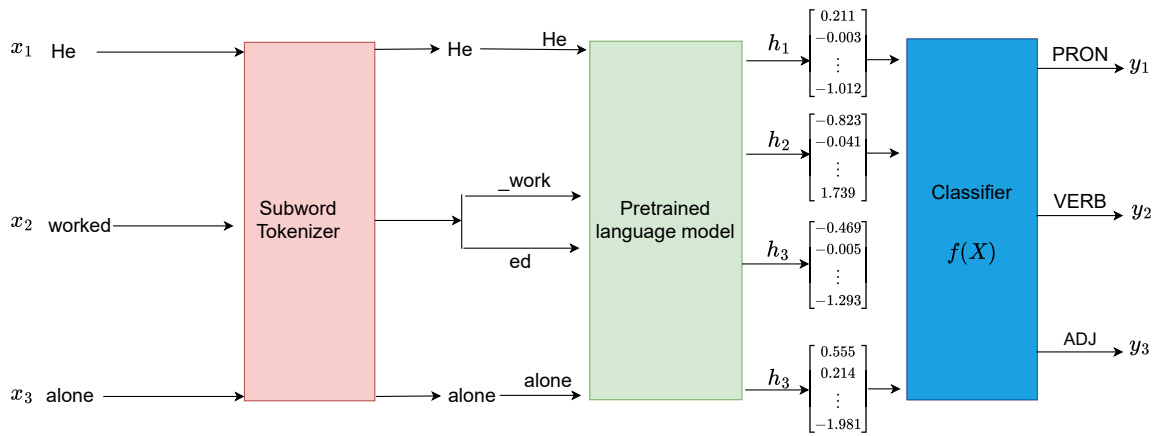 x₁ He
He
He
h₁
0.211
−0.003
⋮
−1.012
PRON
y₁
h₂
−0.823
−0.041
⋮
1.739
x₂ worked
Subword
Tokenizer
_work
ed
Pretrained
language model
h₃
−0.469
−0.005
⋮
−1.293
Classifier
f(X)
VERB
y₂
x₃ alone
alone
alone
h₃
0.555
0.214
⋮
−1.981
ADJ
y₃